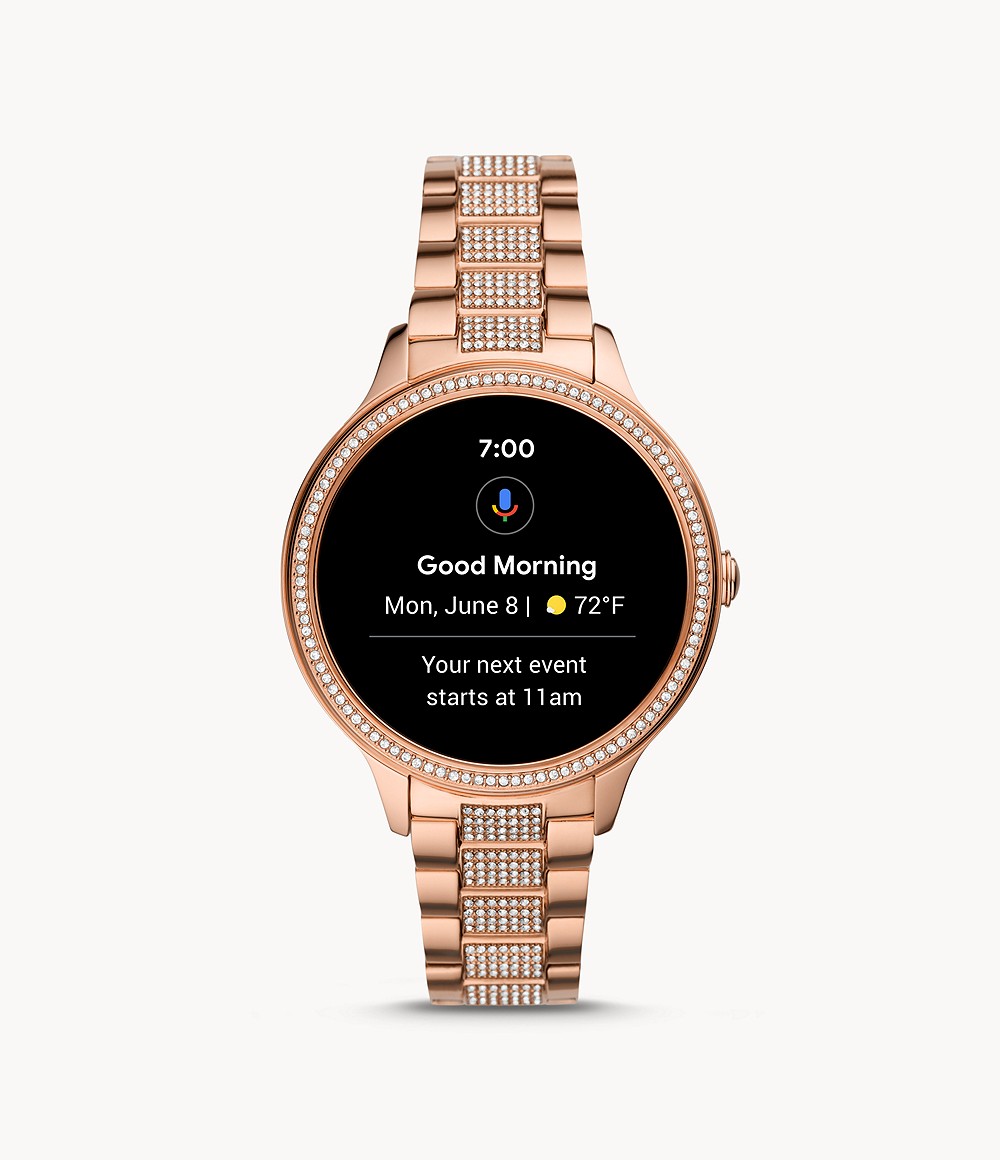 7:00
Good Morning
Mon, June 8 | 72°F
Your next event
starts at 11am